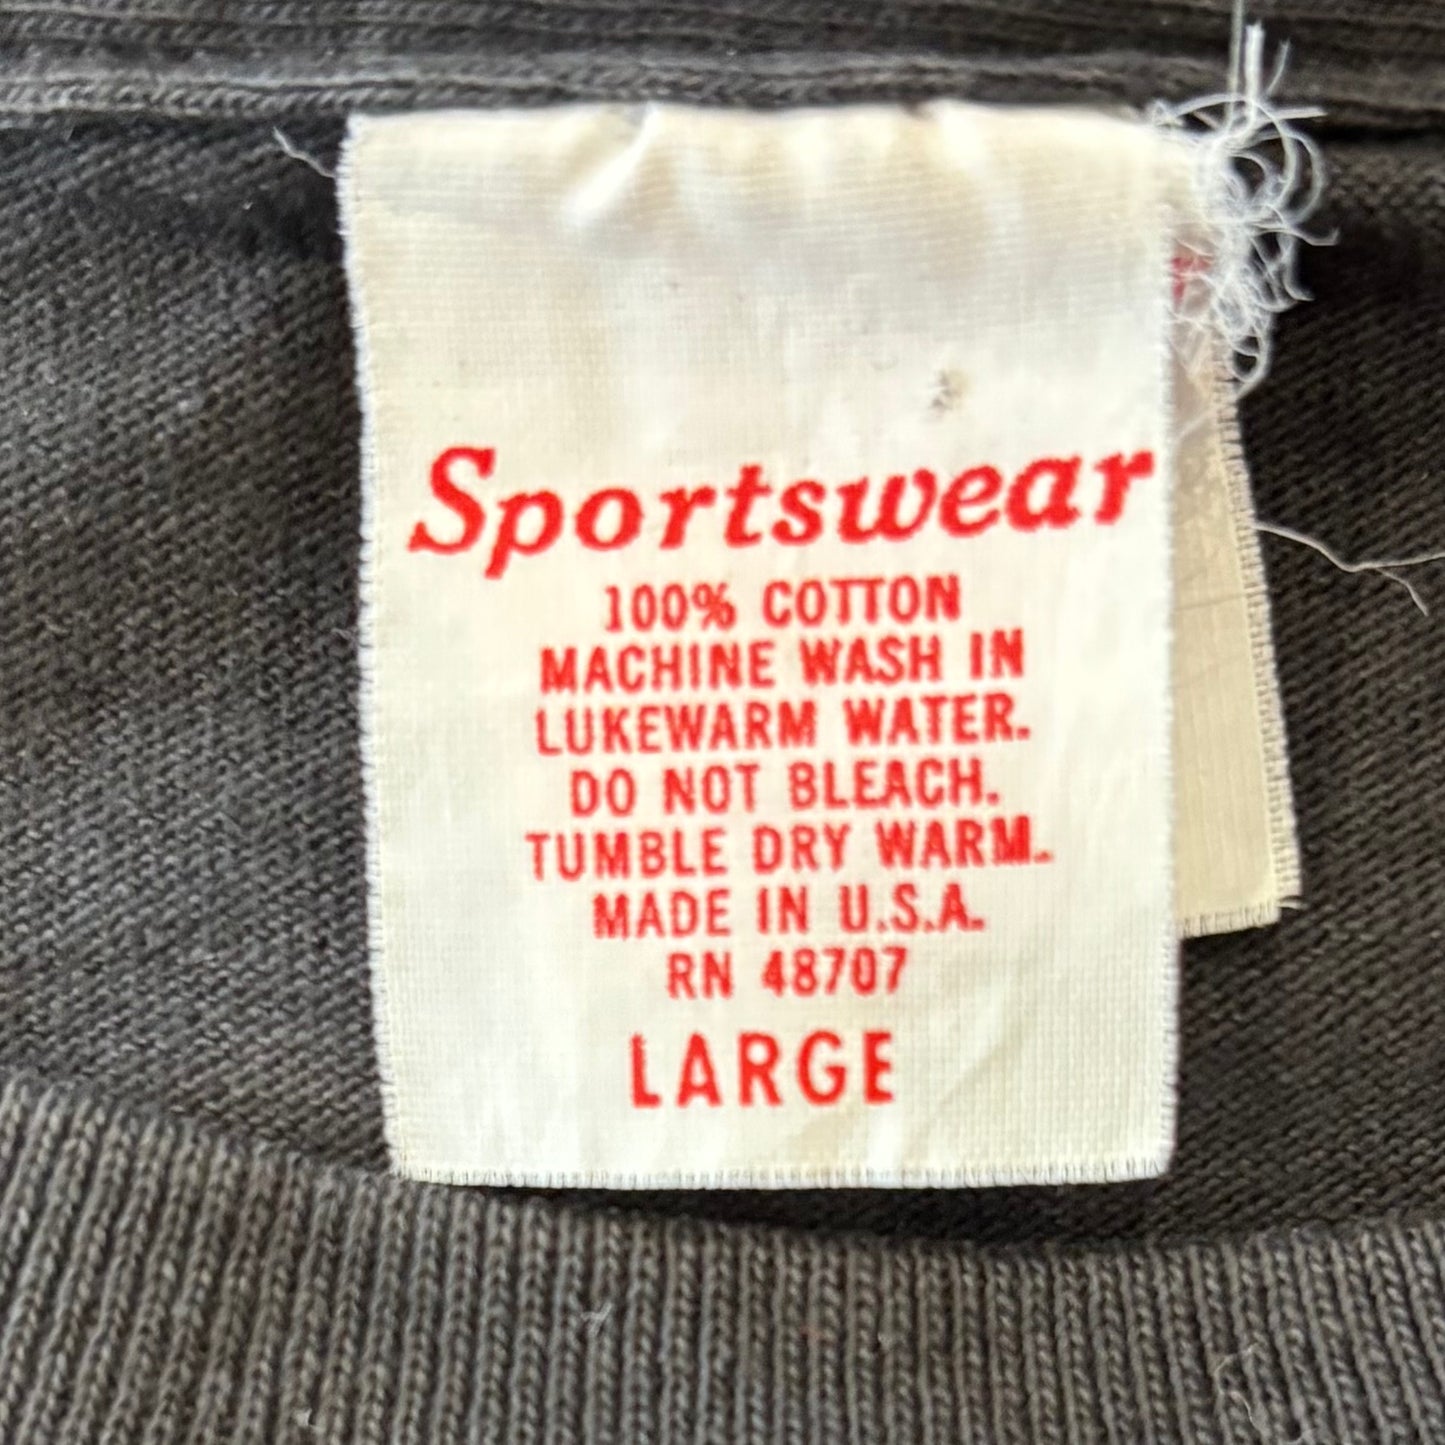 Sportswear
100% COTTON
MACHINE WASH IN
LUKEWARM WATER.
DO NOT BLEACH.
TUMBLE DRY WARM.
MADE IN U.S.A.
RN 48707
LARGE